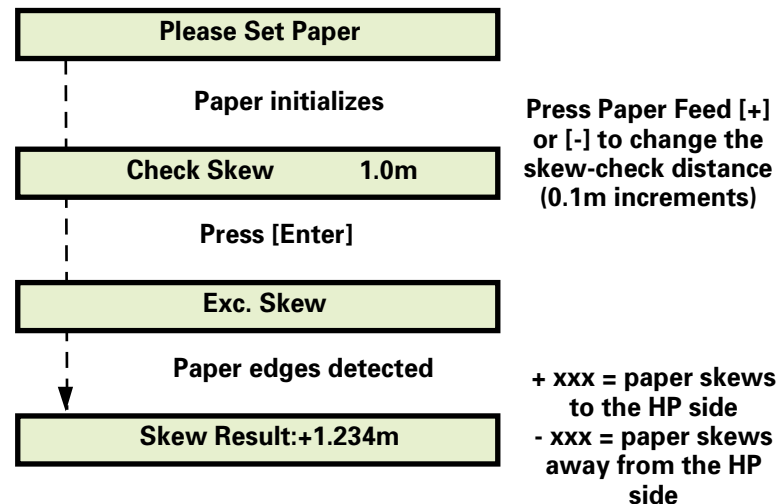 Please Set Paper
Paper initializes
Press Paper Feed [+]
or [-] to change the
skew-check distance
(0.1m increments)
Check Skew 1.0m
Press [Enter]
Exc. Skew
Paper edges detected
+ xxx = paper skews
to the HP side
- xxx = paper skews
away from the HP
side
Skew Result:+1.234m